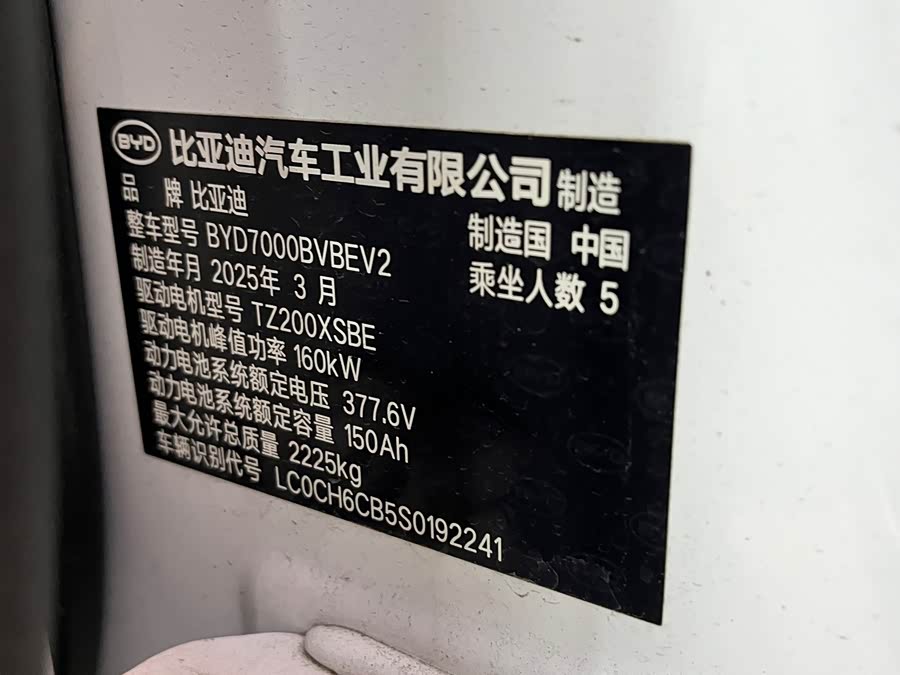 BYD 比亚迪汽车工业有限公司 制造
品 牌 比亚迪
制造国 中国
整车型号 BYD7000BVBEV2
乘坐人数 5
制造年月 2025年 3 月
驱动电机型号 TZ200XSBE
驱动电机峰值功率 160kW
动力电池系统额定电压 377.6V
动力电池系统额定容量 150Ah
最大允许总质量 2225kg
车辆识别代号 LC0CH6CB5S0192241